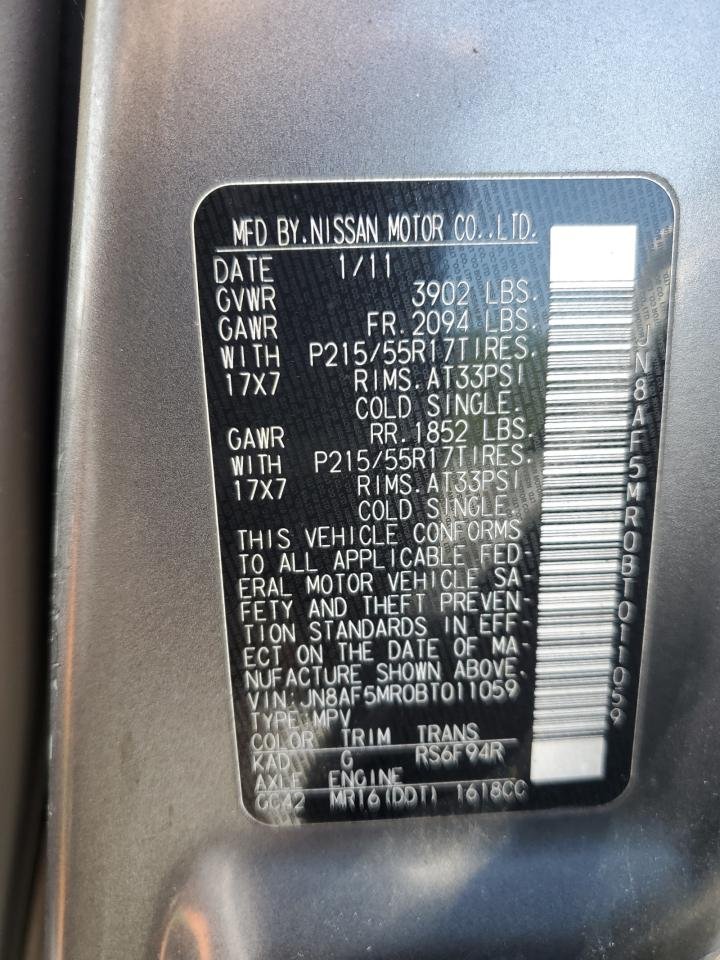 MFD BY.NISSAN MOTOR CO.,LTD.
DATE 1/11
GVWR 3902 LBS.
GAWR FR.2094 LBS.
WITH P215/55R17TIRES.
17X7 RIMS.AT33PSI
COLD SINGLE.
GAWR RR.1852 LBS.
WITH P215/55R17TIRES.
17X7 RIMS.AT33PSI
COLD SINGLE.
THIS VEHICLE CONFORMS
TO ALL APPLICABLE FED-
ERAL MOTOR VEHICLE SA-
FETY AND THEFT PREVEN-
TION STANDARDS IN EFF-
ECT ON THE DATE OF MA-
NUFACTURE SHOWN ABOVE.
VIN:JN8AF5MR0BT011059
TYPE:MPV
COLOR TRIM TRANS
KAD G RS6F94R
AXLE ENGINE
GC42 MR16(DDT) 1618CC
JN8AF5MR0BT011059